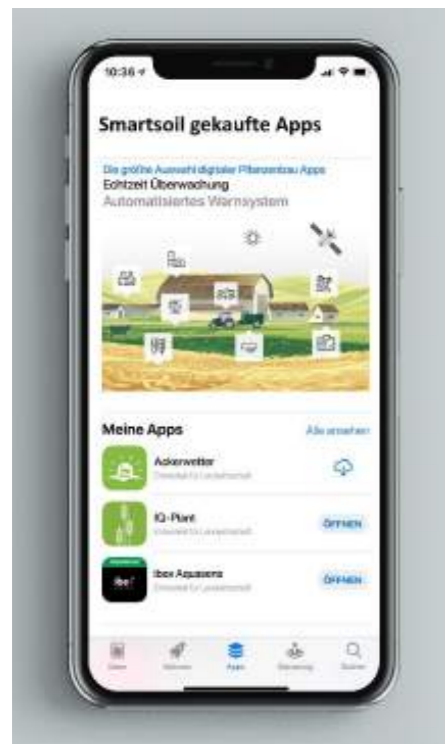 10:36
Smartsoil gekaufte Apps
Die größte Auswahl digitaler Pflanzenbau Apps
Echtzeit Überwachung
Automatisiertes Warnsystem
Meine Apps
Alle ansehen
Ackerwetter
IQ-Plant
ÖFFNEN
Ibex Aquasens
ÖFFNEN
Apps